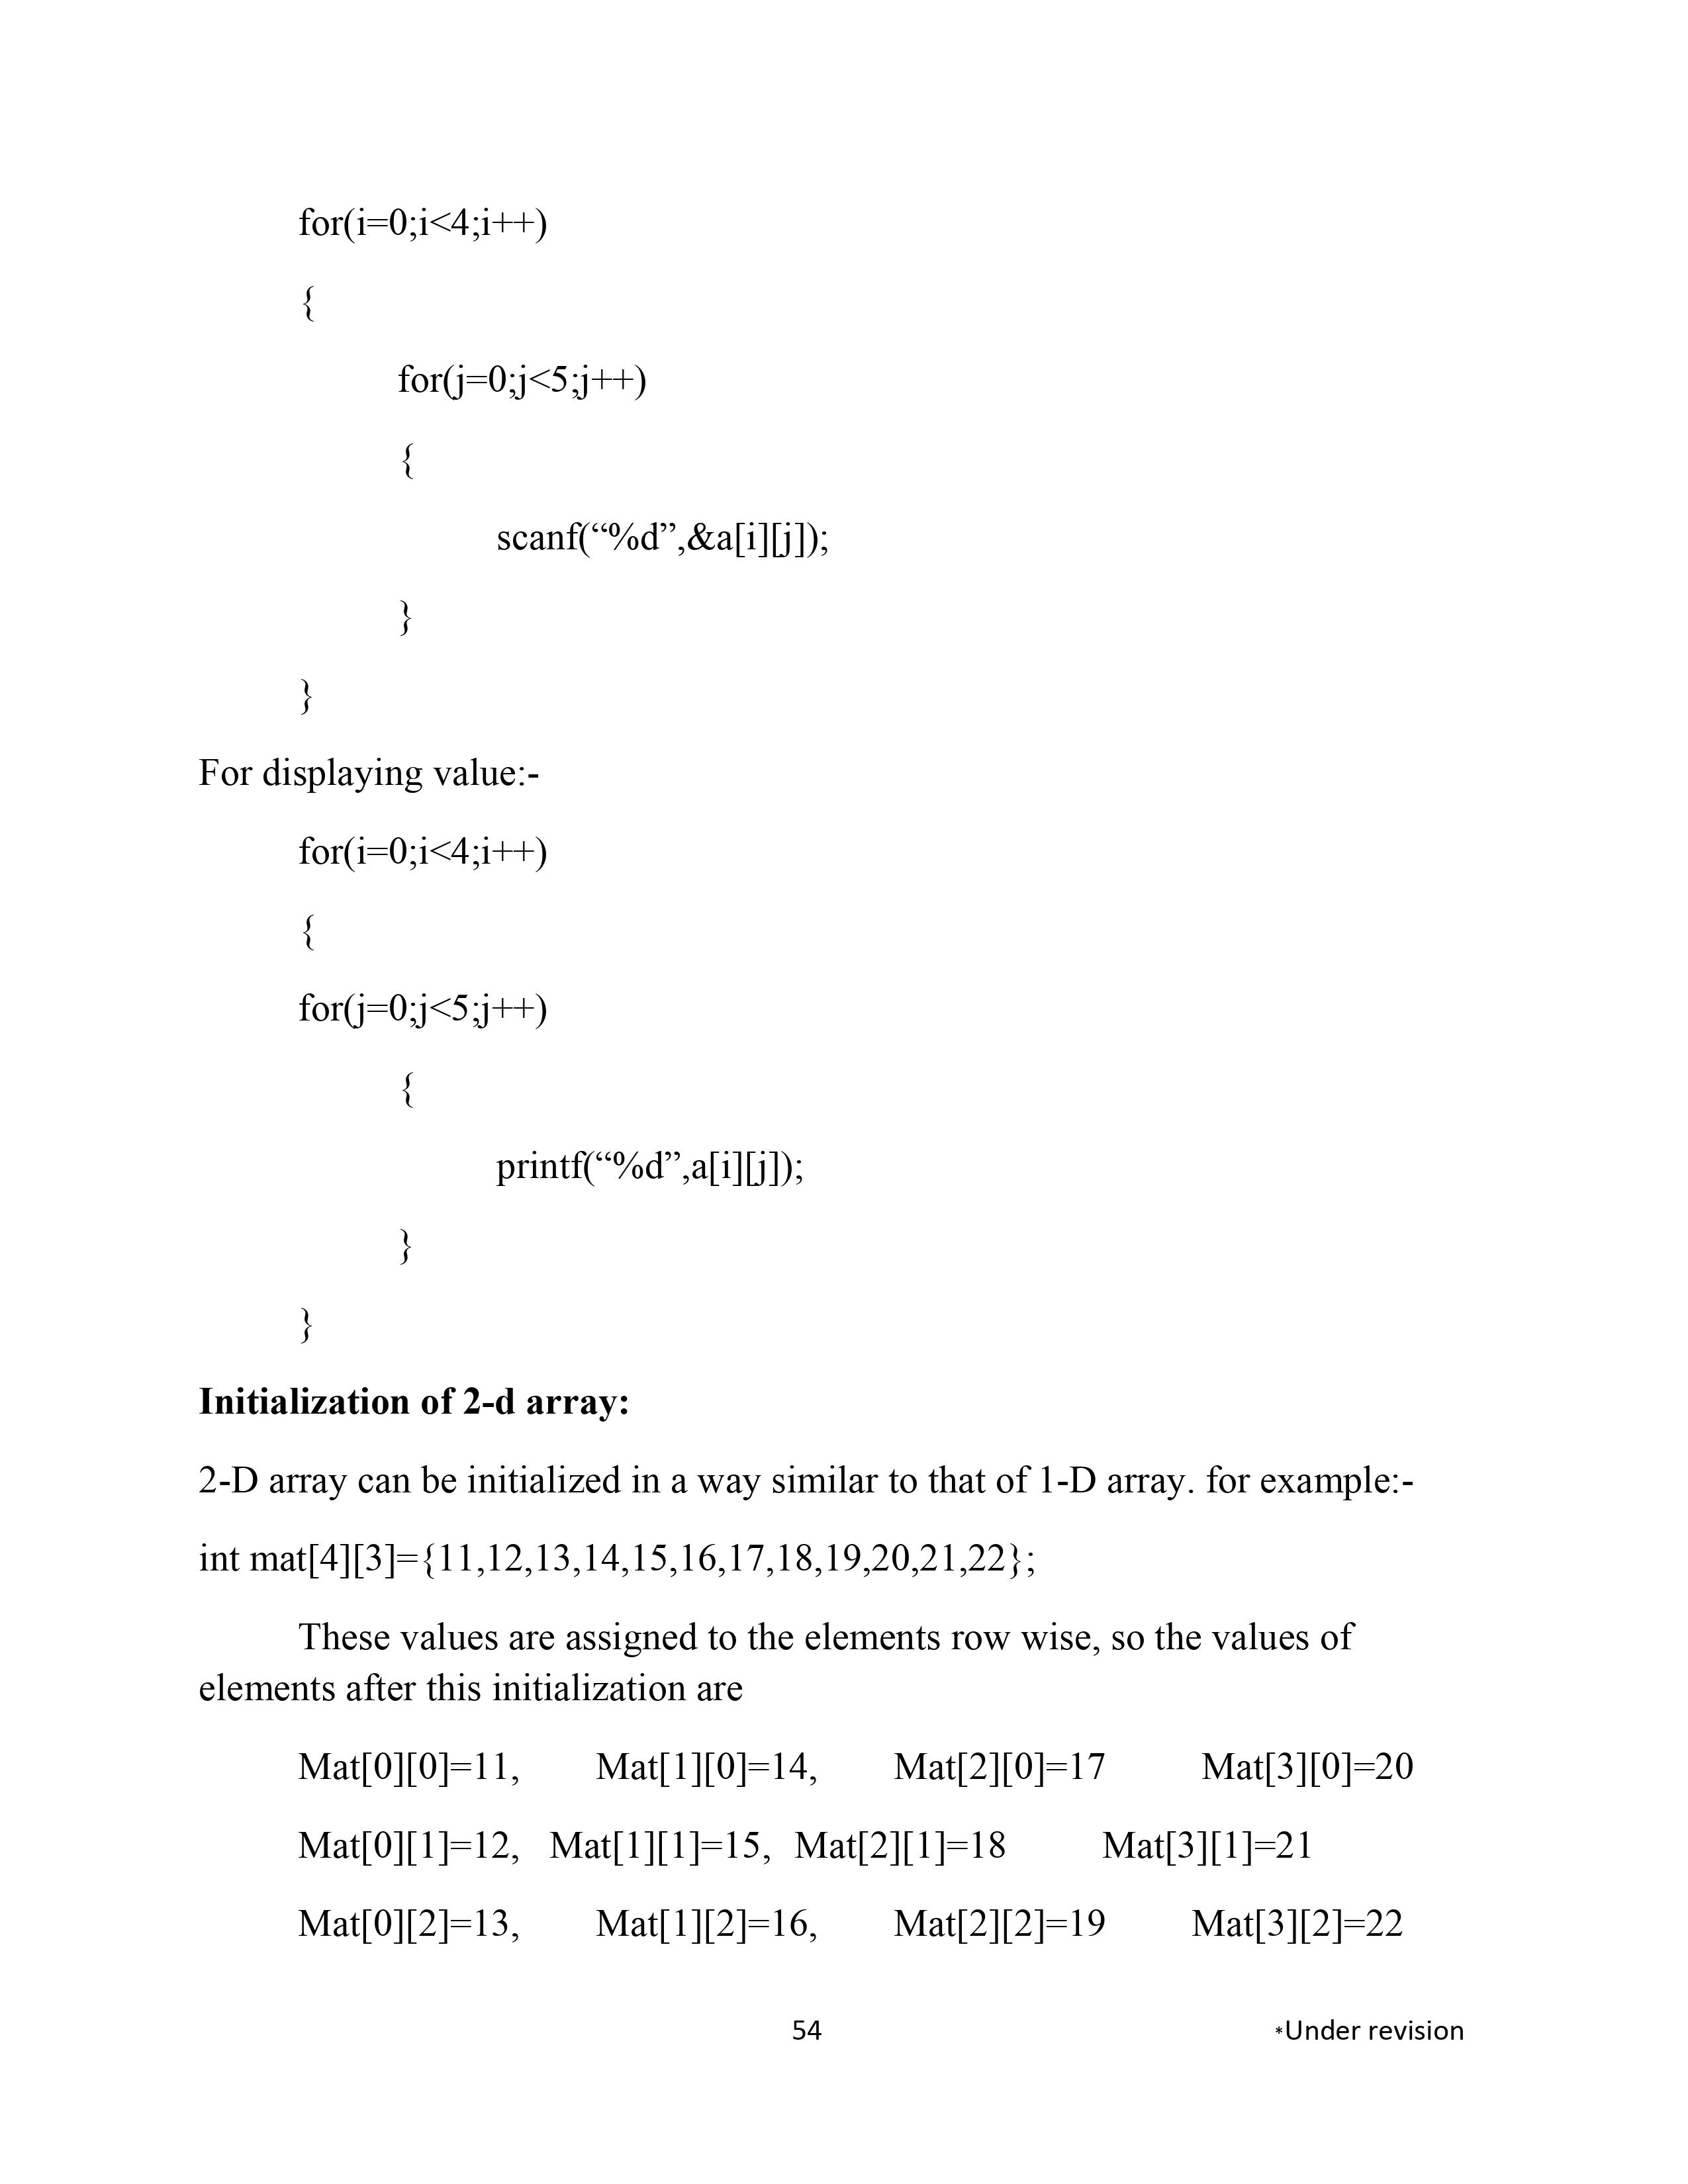 for(i=0;i<4;i++)
{
for(j=0;j<5;j++)
{
scanf(“%d”,&a[i][j]);
}
}
For displaying value:-
for(i=0;i<4;i++)
{
for(j=0;j<5;j++)
{
printf(“%d”,a[i][j]);
}
}
Initialization of 2-d array:
2-D array can be initialized in a way similar to that of 1-D array. for example:-
int mat[4][3]={11,12,13,14,15,16,17,18,19,20,21,22};
These values are assigned to the elements row wise, so the values of
elements after this initialization are
Mat[0][0]=11, Mat[1][0]=14, Mat[2][0]=17 Mat[3][0]=20
Mat[0][1]=12, Mat[1][1]=15, Mat[2][1]=18 Mat[3][1]=21
Mat[0][2]=13, Mat[1][2]=16, Mat[2][2]=19 Mat[3][2]=22
54 *Under revision